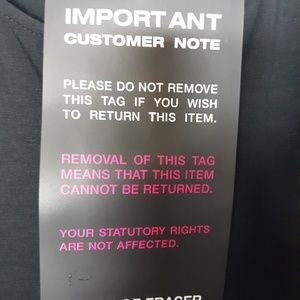 IMPORTANT
CUSTOMER NOTE
PLEASE DO NOT REMOVE
THIS TAG IF YOU WISH
TO RETURN THIS ITEM.
REMOVAL OF THIS TAG
MEANS THAT THIS ITEM
CANNOT BE RETURNED.
YOUR STATUTORY RIGHTS
ARE NOT AFFECTED.
FRASER